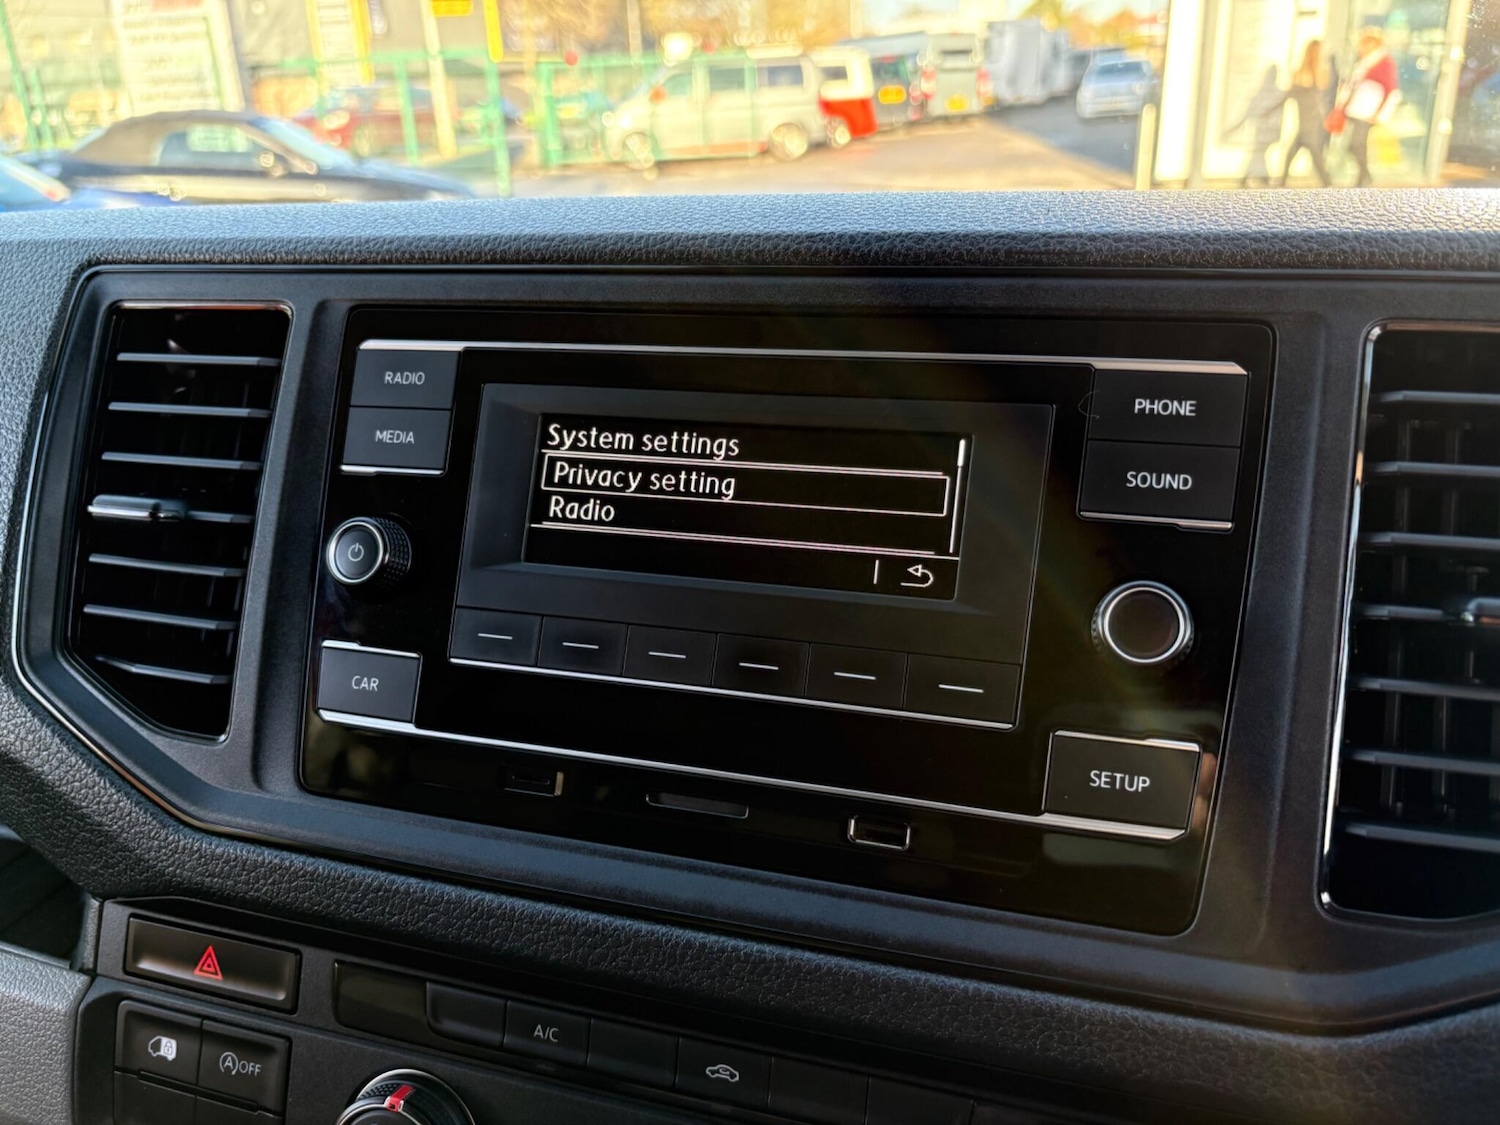 RADIO
MEDIA
System settings
Privacy setting
Radio
PHONE
SOUND
CAR
SETUP
A/C
A OFF